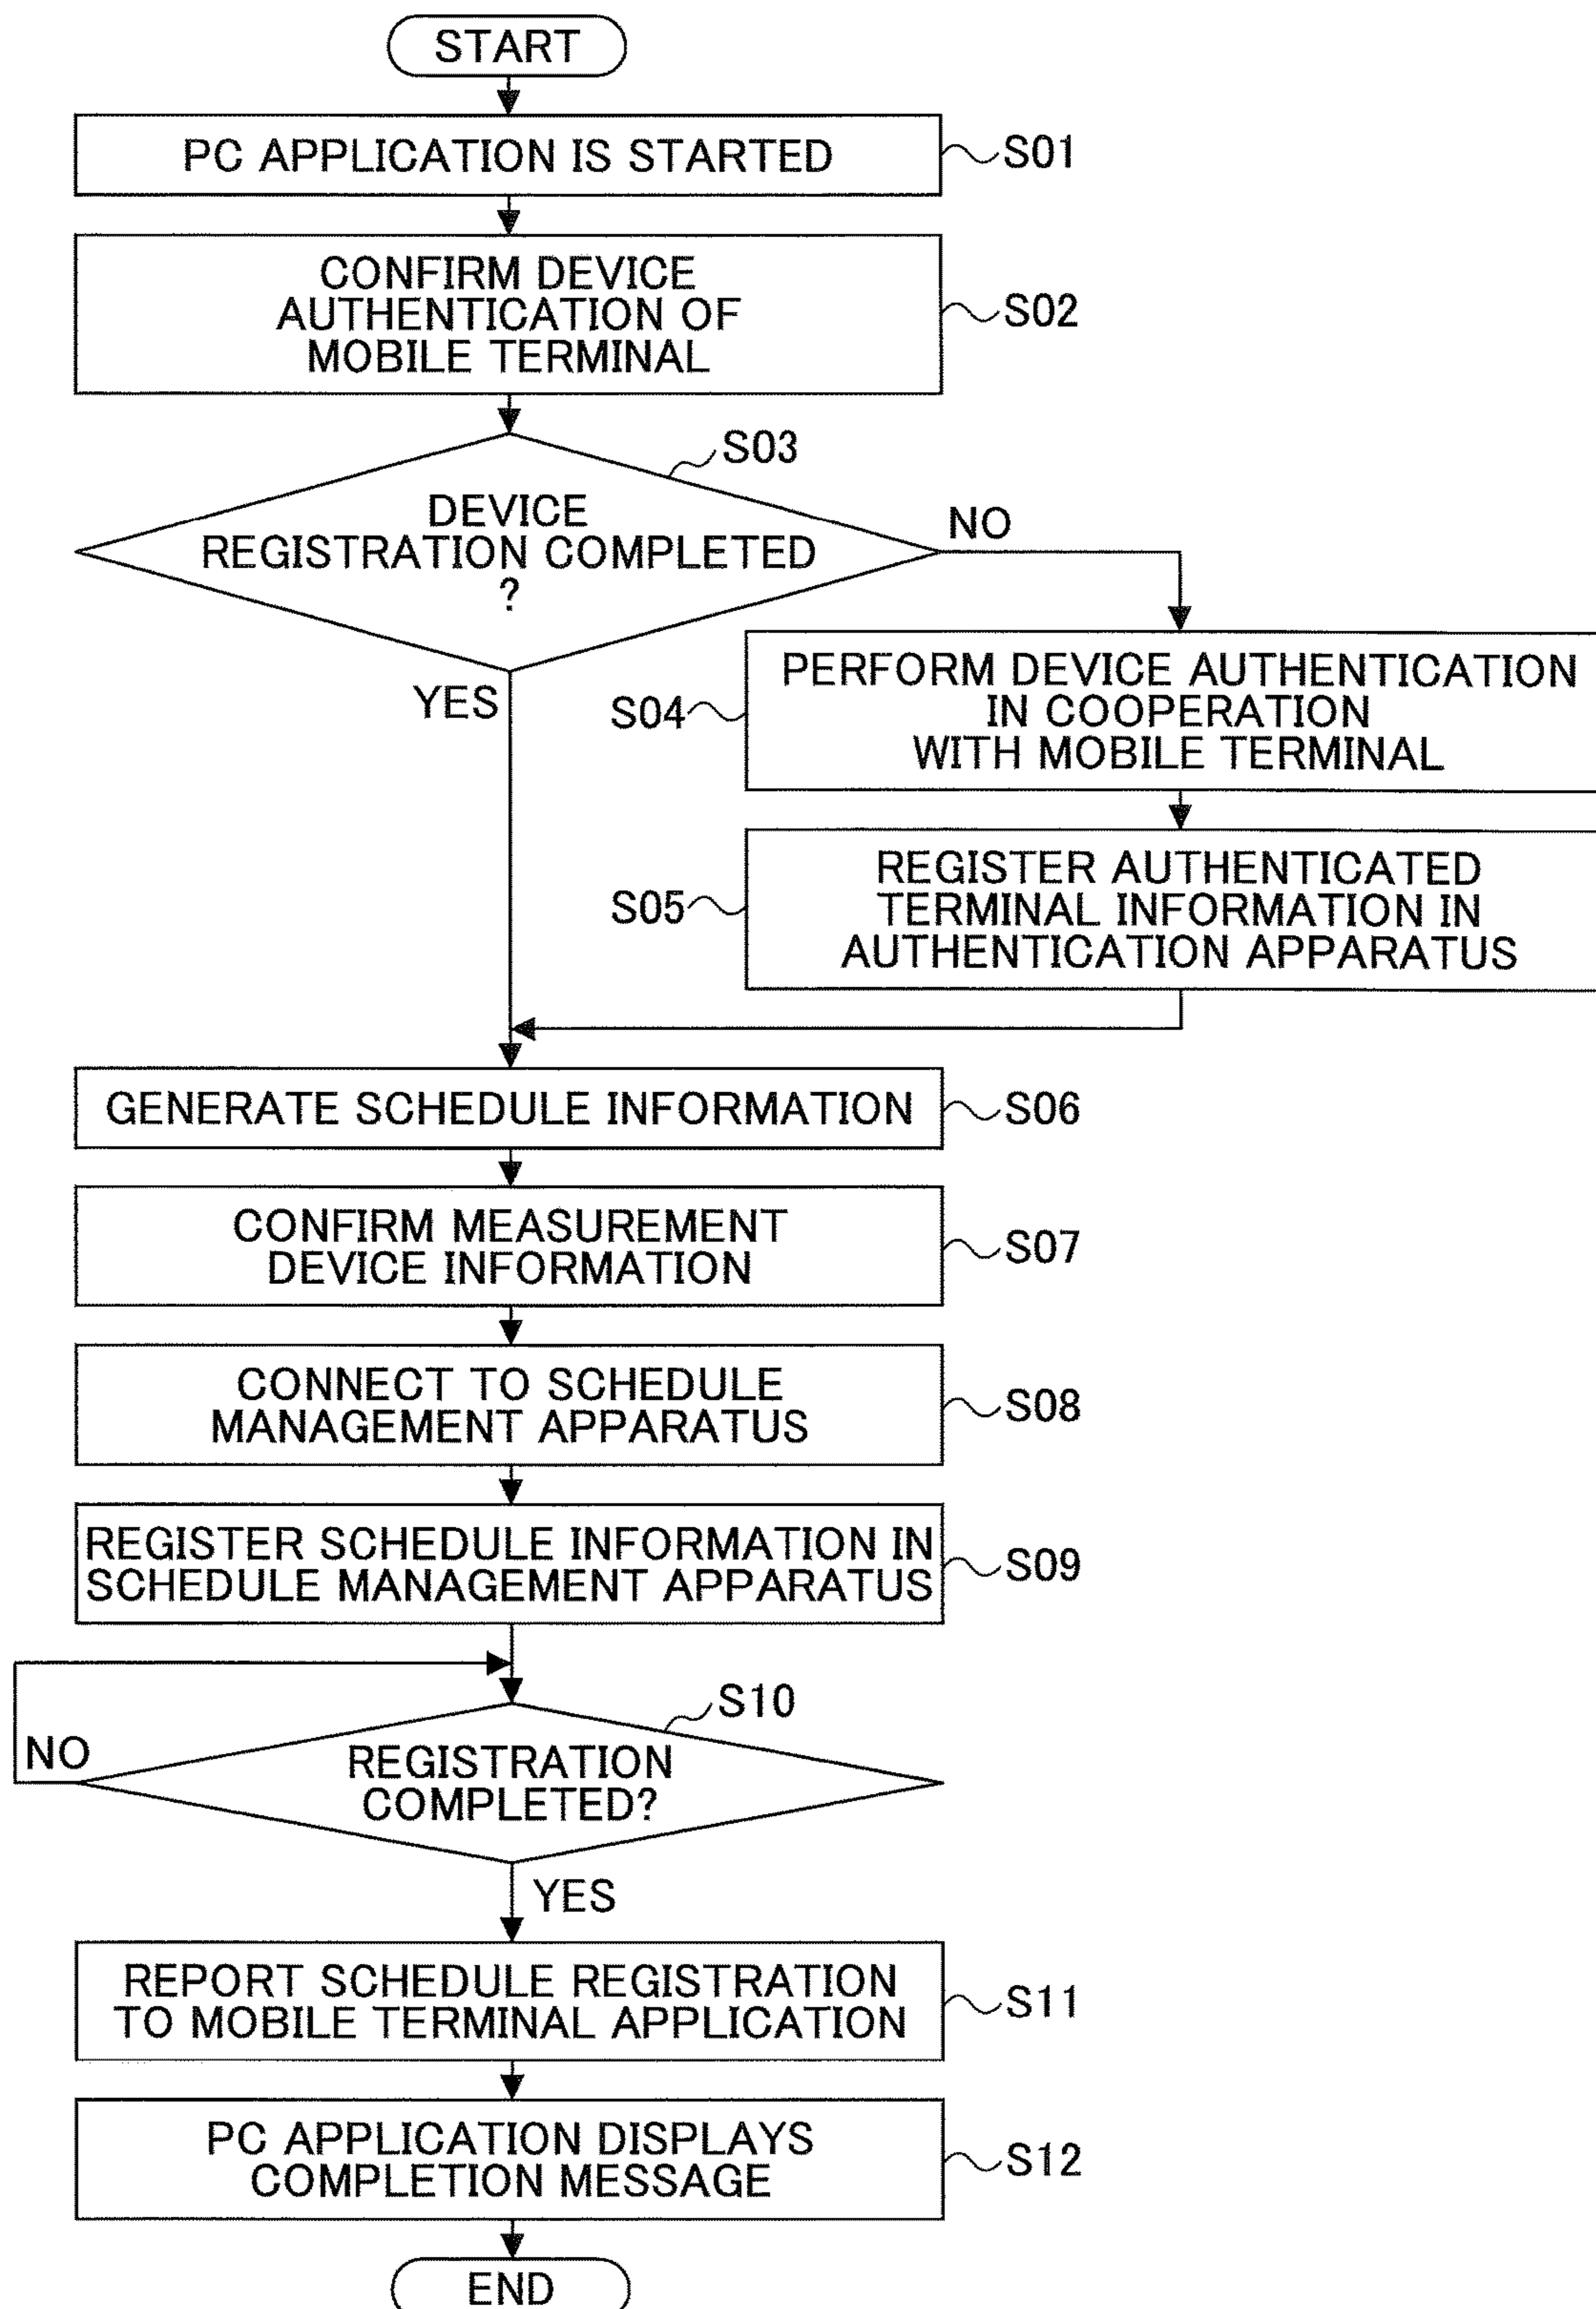 START
PC APPLICATION IS STARTED
S01
CONFIRM DEVICE
AUTHENTICATION OF
MOBILE TERMINAL
S02
S03
DEVICE
REGISTRATION COMPLETED
?
NO
YES
PERFORM DEVICE AUTHENTICATION
IN COOPERATION
WITH MOBILE TERMINAL
S04
REGISTER AUTHENTICATED
TERMINAL INFORMATION IN
AUTHENTICATION APPARATUS
S05
GENERATE SCHEDULE INFORMATION
S06
CONFIRM MEASUREMENT
DEVICE INFORMATION
S07
CONNECT TO SCHEDULE
MANAGEMENT APPARATUS
S08
REGISTER SCHEDULE INFORMATION IN
SCHEDULE MANAGEMENT APPARATUS
S09
S10
NO
REGISTRATION
COMPLETED?
YES
REPORT SCHEDULE REGISTRATION
TO MOBILE TERMINAL APPLICATION
S11
PC APPLICATION DISPLAYS
COMPLETION MESSAGE
S12
END